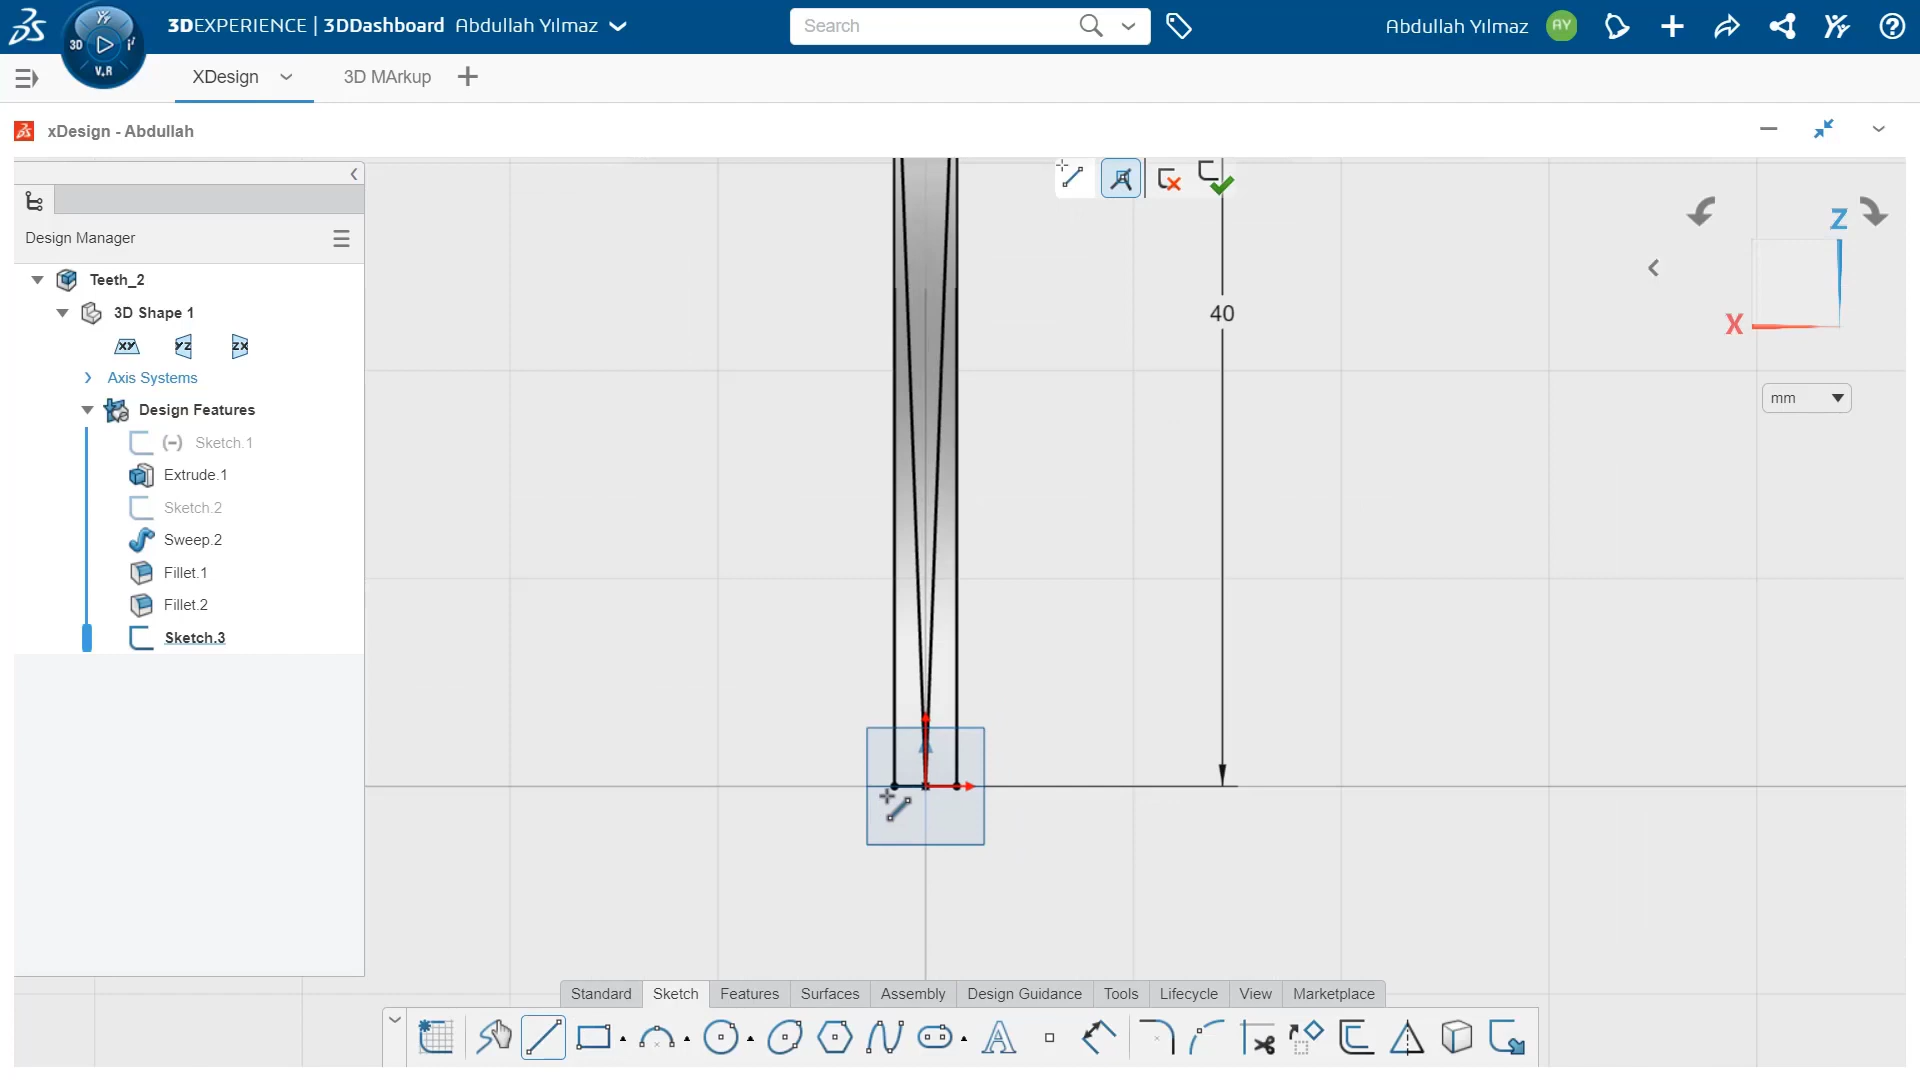 3DEXPERIENCE | 3DDashboard Abdullah Yılmaz
Search
Abdullah Yılmaz AY
3D V.R
XDesign
3D MArkup
xDesign - Abdullah
Design Manager
Teeth_2
3D Shape 1
XY YZ ZX
Axis Systems
Design Features
(-) Sketch.1
Extrude.1
Sketch.2
Sweep.2
Fillet.1
Fillet.2
Sketch.3
40
Z
X
mm
Standard Sketch Features Surfaces Assembly Design Guidance Tools Lifecycle View Marketplace
A